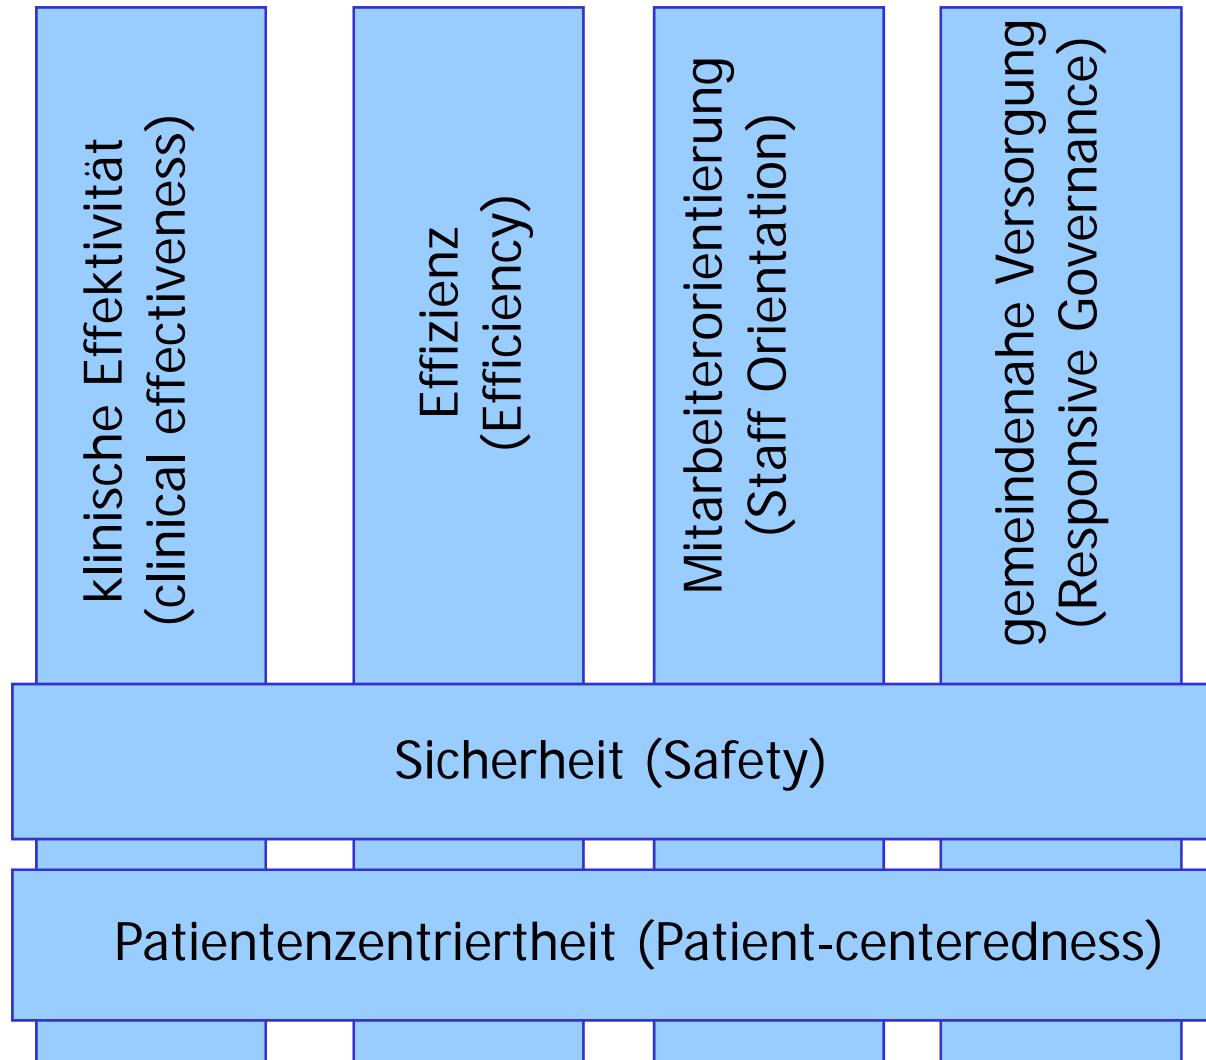 klinische Effektivität
(clinical effectiveness)
Effizienz
(Efficiency)
Mitarbeiterorientierung
(Staff Orientation)
gemeindenahe Versorgung
(Responsive Governance)
Sicherheit (Safety)
Patientenzentriertheit (Patient-centeredness)